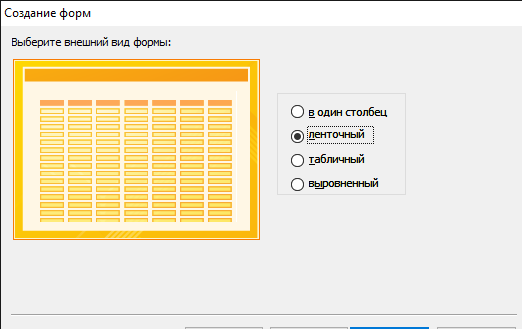 Создание форм
Выберите внешний вид формы:
в один столбец
ленточный
табличный
выровненный